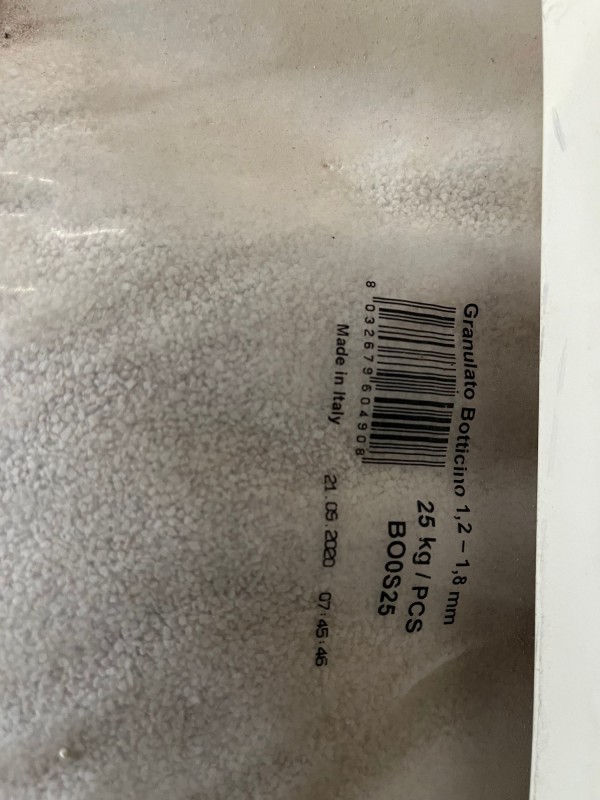 Granulato Botticino 1,2 – 1,8 mm
25 kg / PCS
BO0S25
8 032679 604908
Made in Italy
21.09.2020 07:45:46